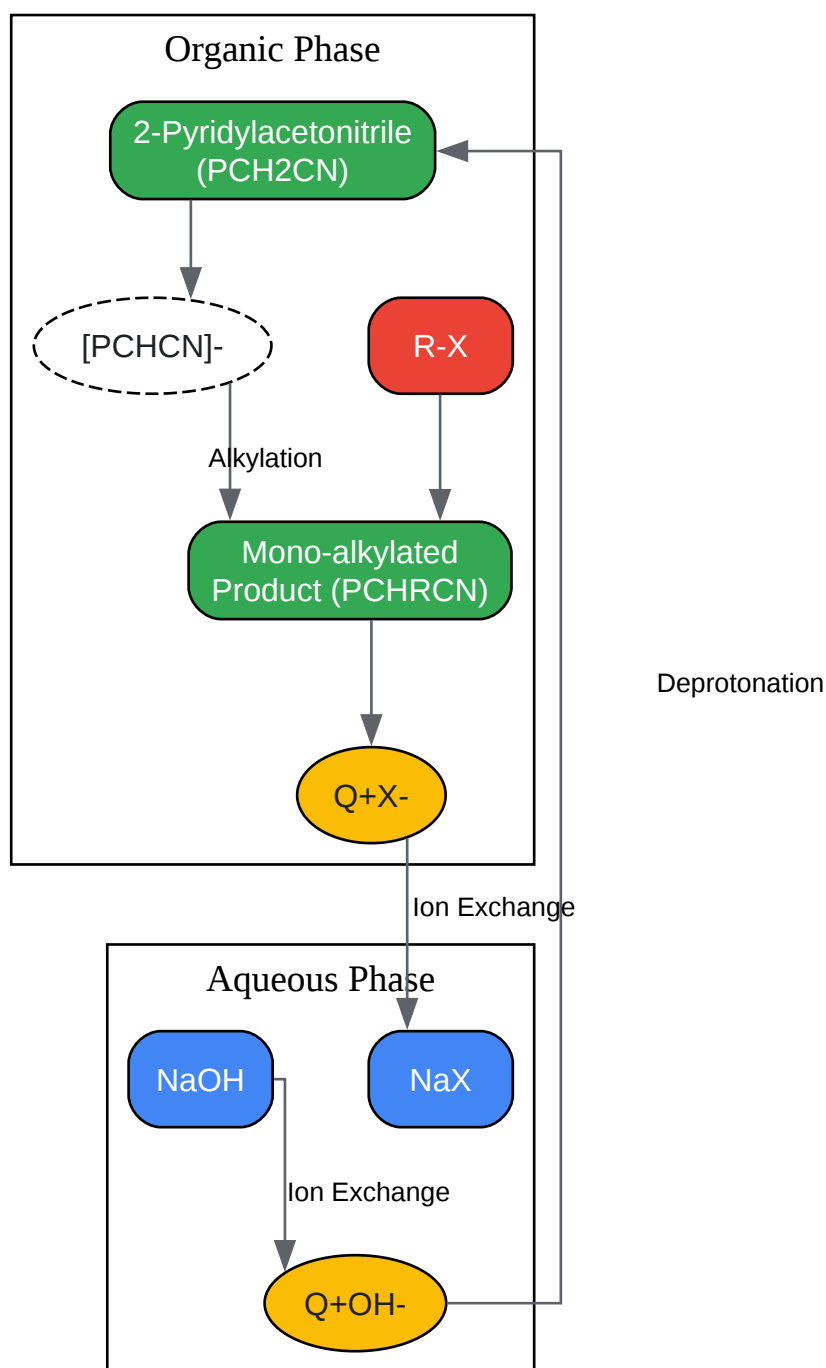 Organic Phase
2-Pyridylacetonitrile
(PCH2CN)
[PCHCN]-
R-X
Alkylation
Mono-alkylated
Product (PCHRCN)
Deprotonation
Q+X-
Ion Exchange
Aqueous Phase
NaOH
NaX
Ion Exchange
Q+OH-